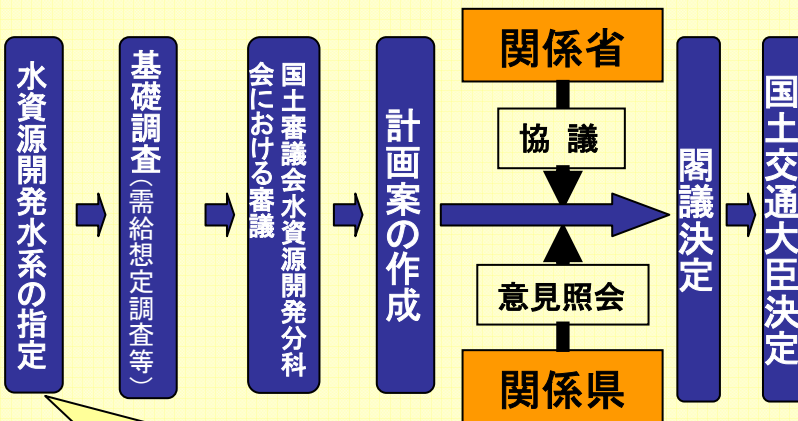 水資源開発水系の指定
基礎調査(需給想定調査等)
国土審議会水資源開発分科
会における審議
計画案の作成
関係省
協 議
意見照会
関係県
閣議決定
国土交通大臣決定